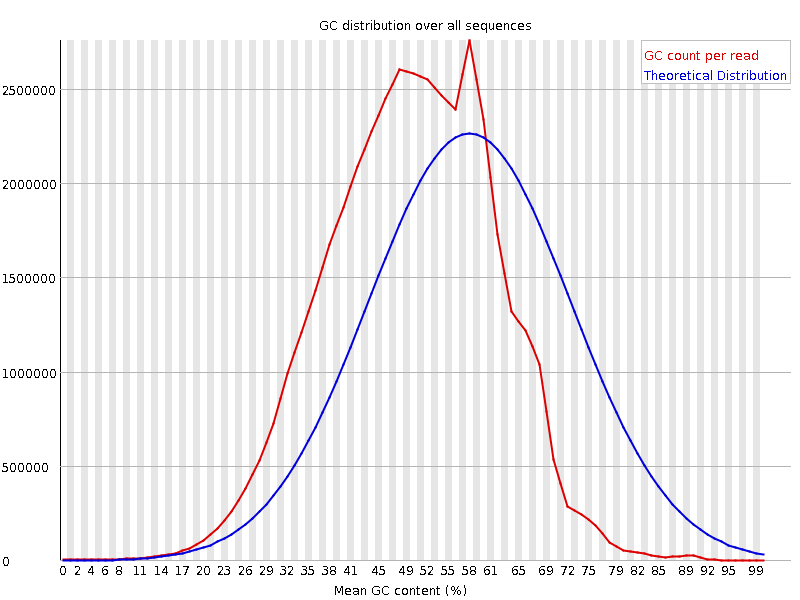 GC distribution over all sequences
GC count per read
Theoretical Distribution
2500000
2000000
1500000
1000000
500000
0
0 2 4 6 8 11 14 17 20 23 26 29 32 35 38 41 45 49 52 55 58 61 65 69 72 75 79 82 85 89 92 95 99
Mean GC content (%)